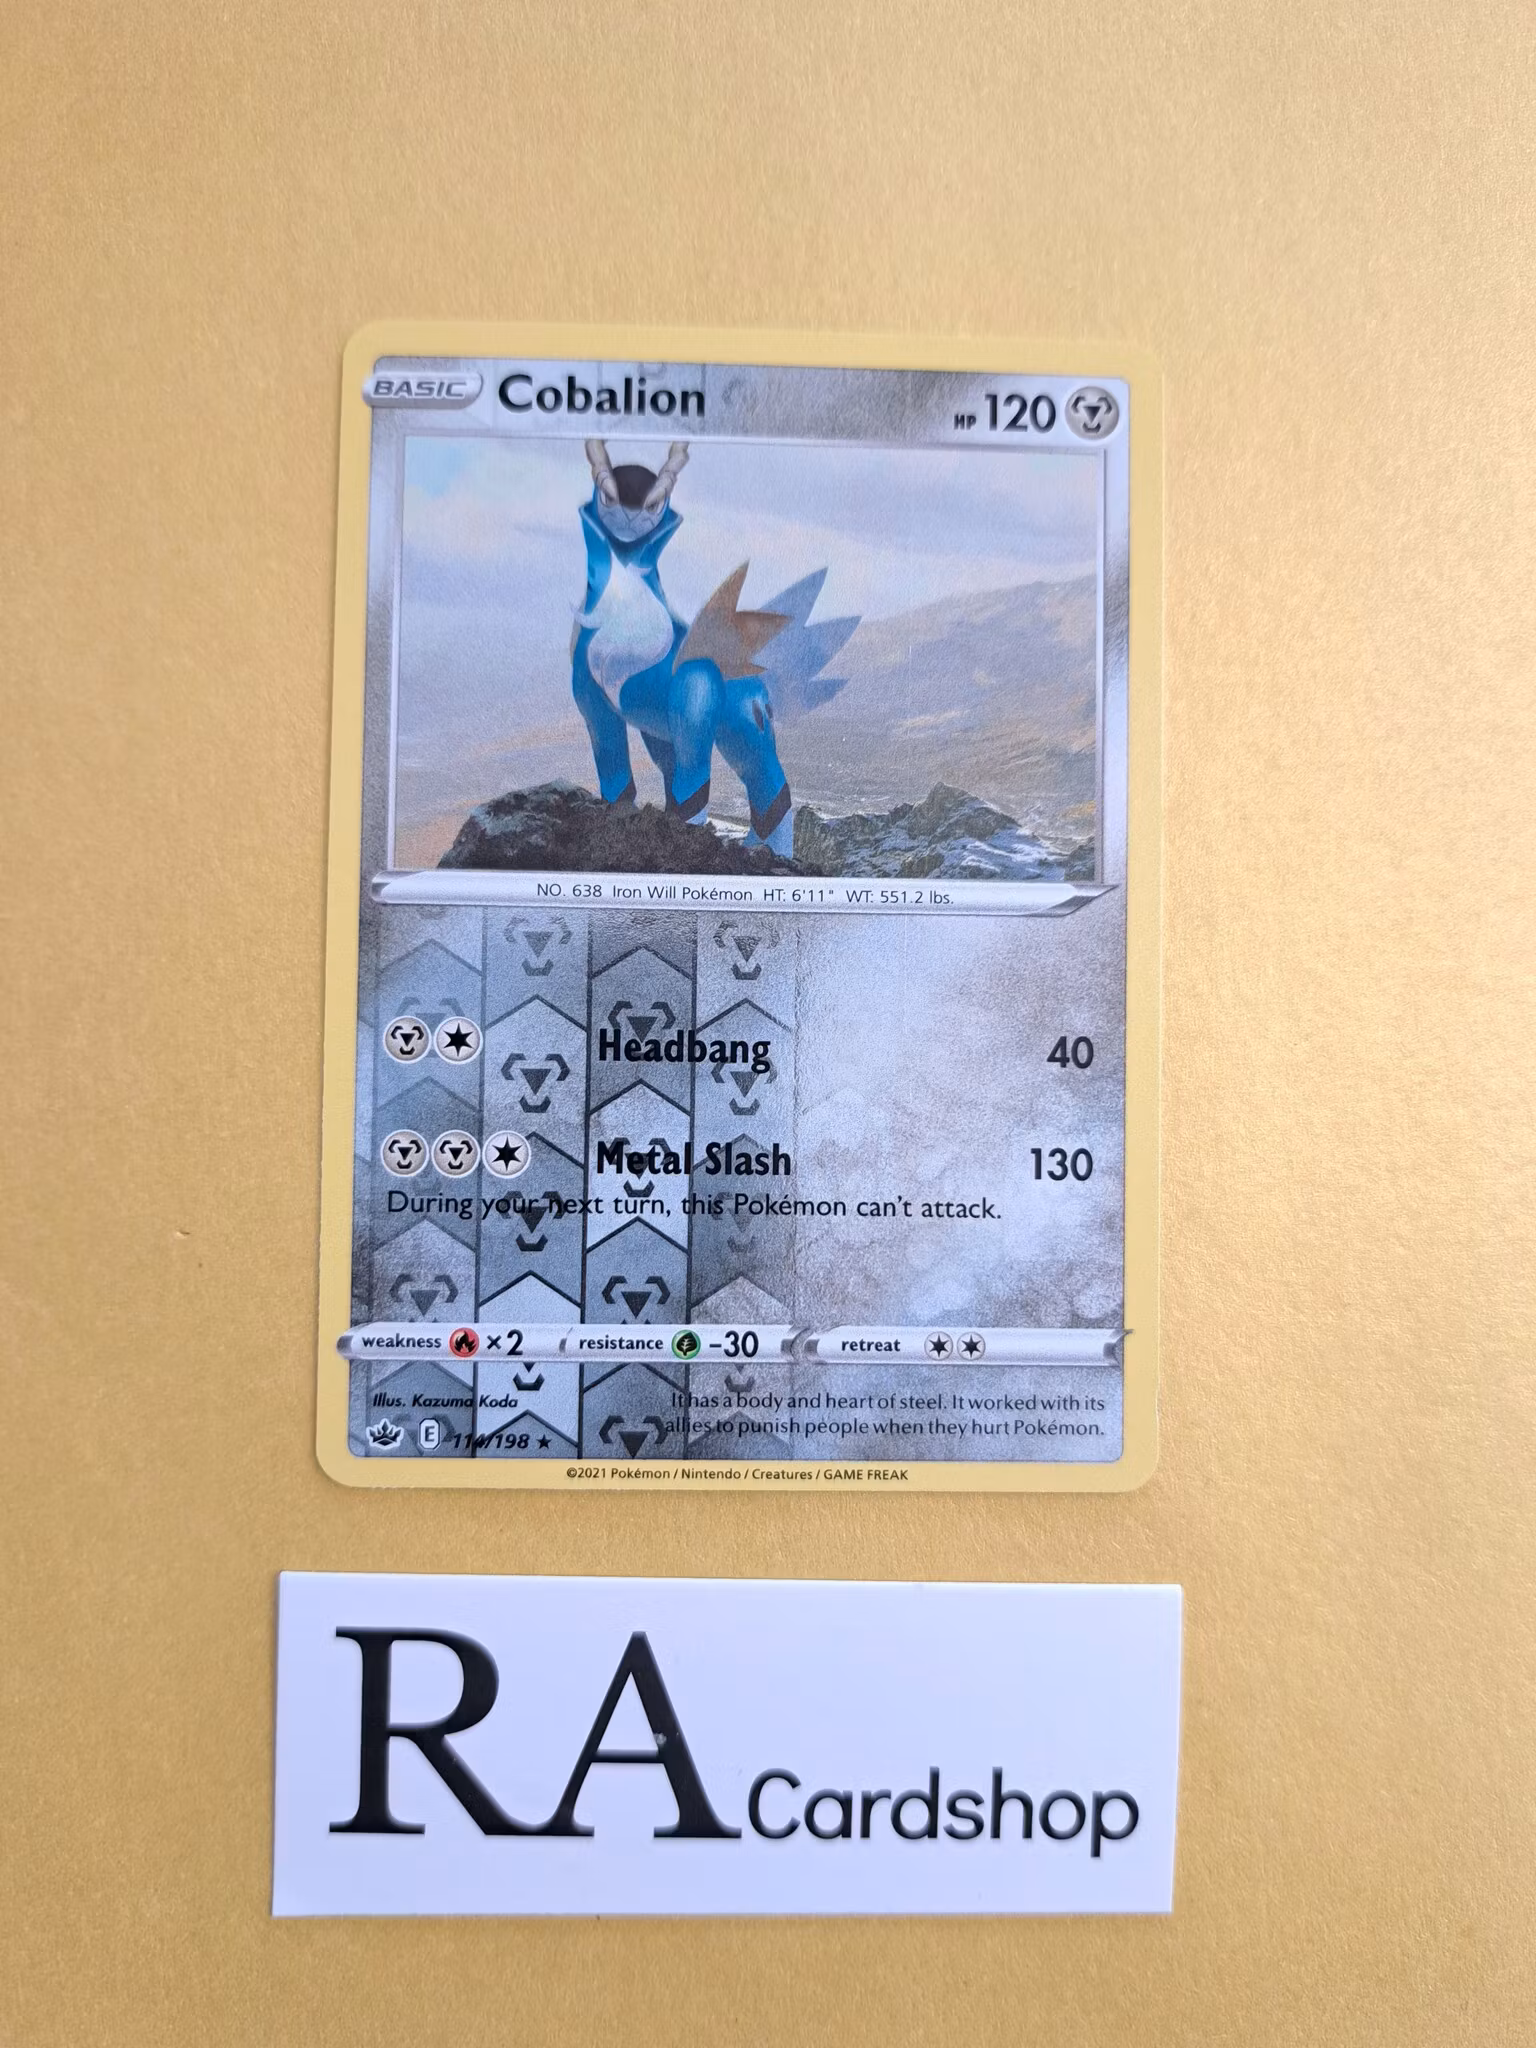 BASIC Cobalion HP 120
NO. 638 Iron Will Pokémon HT: 6'11" WT: 551.2 lbs.
Headbang 40
Metal Slash 130
During your next turn, this Pokémon can't attack.
weakness ×2 resistance -30 retreat
Illus. Kazuma Koda
It has a body and heart of steel. It worked with its
allies to punish people when they hurt Pokémon.
E 114/198 ★
©2021 Pokémon / Nintendo / Creatures / GAME FREAK
RA Cardshop